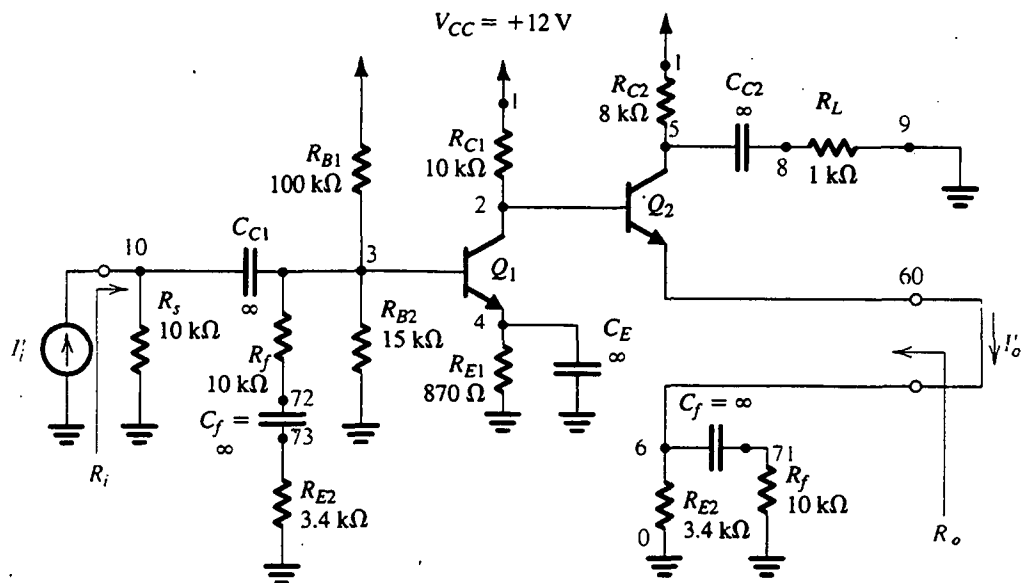 V_CC = +12 V
1
1
R_C2
8 kΩ
C_C2
∞
R_L
5
9
8
1 kΩ
R_B1
100 kΩ
R_C1
10 kΩ
2
Q_2
C_C1
∞
10
3
Q_1
60
R_s
10 kΩ
R_f
10 kΩ
R_B2
15 kΩ
4
R_E1
870 Ω
C_E
∞
I'_i
I'_o
72
C_f =
∞
73
C_f = ∞
6
71
R_f
10 kΩ
R_i
R_E2
3.4 kΩ
R_E2
3.4 kΩ
0
R_o